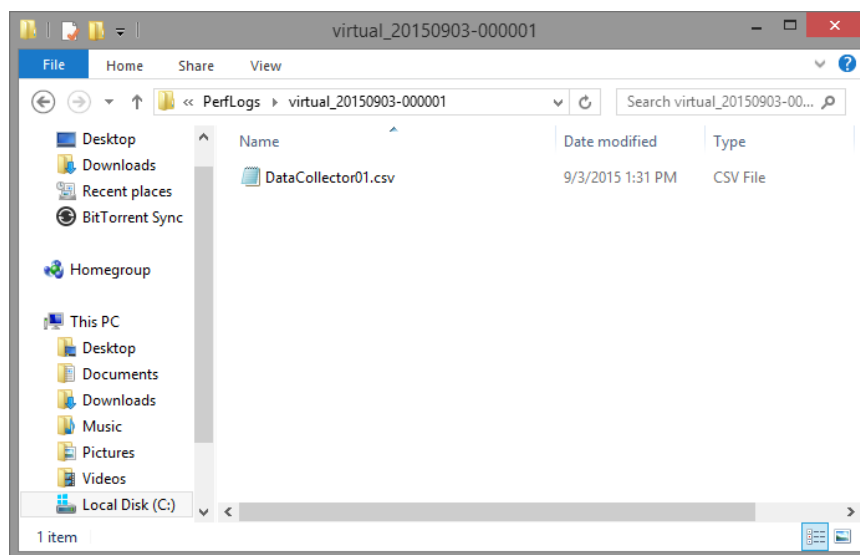 virtual_20150903-000001
File Home Share View
« PerfLogs virtual_20150903-000001 Search virtual_20150903-00...
Name Date modified Type
DataCollector01.csv 9/3/2015 1:31 PM CSV File
Desktop
Downloads
Recent places
BitTorrent Sync
Homegroup
This PC
Desktop
Documents
Downloads
Music
Pictures
Videos
Local Disk (C:)
1 item